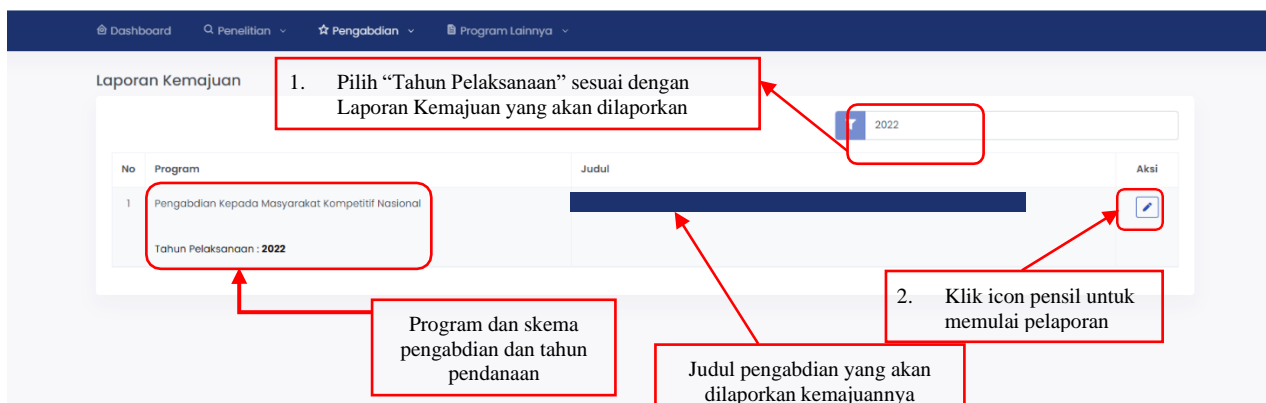 Dashboard Penelitian Pengabdian Program Lainnya
Laporan Kemajuan
1. Pilih “Tahun Pelaksanaan” sesuai dengan
Laporan Kemajuan yang akan dilaporkan
2022
No Program Judul Aksi
1 Pengabdian Kepada Masyarakat Kompetitif Nasional
Tahun Pelaksanaan : 2022
2. Klik icon pensil untuk
memulai pelaporan
Program dan skema
pengabdian dan tahun
pendanaan
Judul pengabdian yang akan
dilaporkan kemajuannya